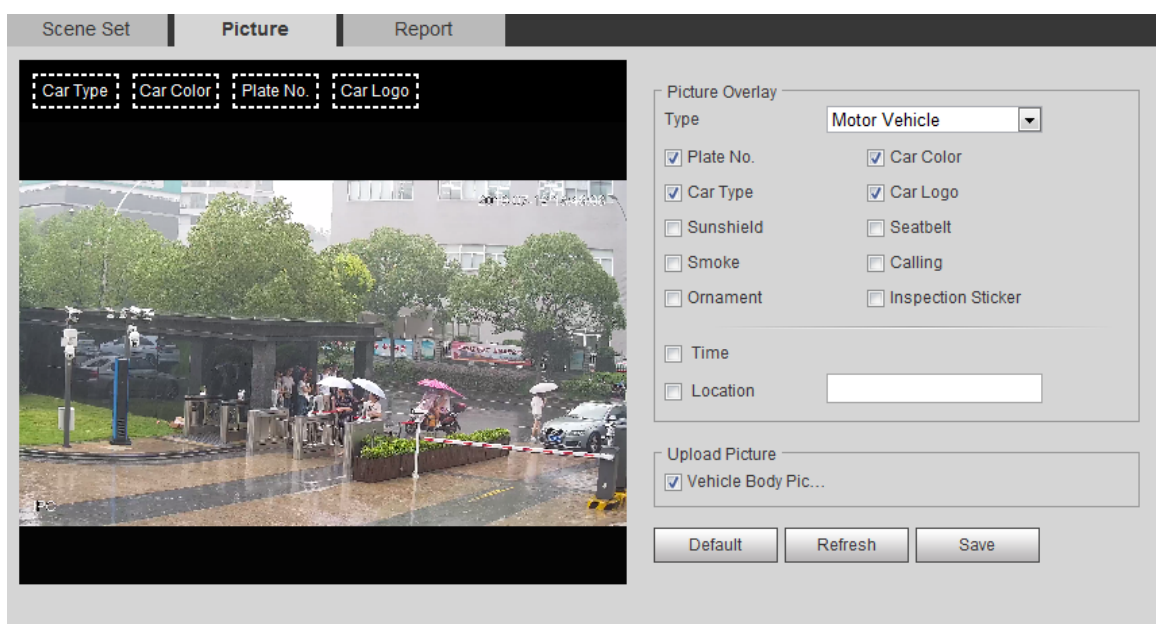 Scene Set Picture Report
Car Type Car Color Plate No. Car Logo
Picture Overlay
Type Motor Vehicle
Plate No. Car Color
Car Type Car Logo
Sunshield Seatbelt
Smoke Calling
Ornament Inspection Sticker
Time
Location
Upload Picture
Vehicle Body Pic...
Default Refresh Save